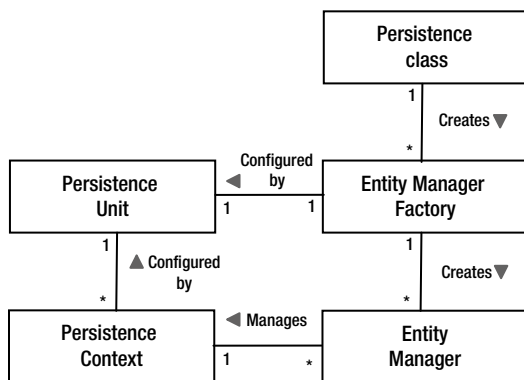 Persistence
class
1
Creates ▼
*
Persistence
Unit
◀ Configured
by
1
1
Entity Manager
Factory
1
▲ Configured
by
*
1
Creates ▼
*
Persistence
Context
◀ Manages
1
*
Entity
Manager